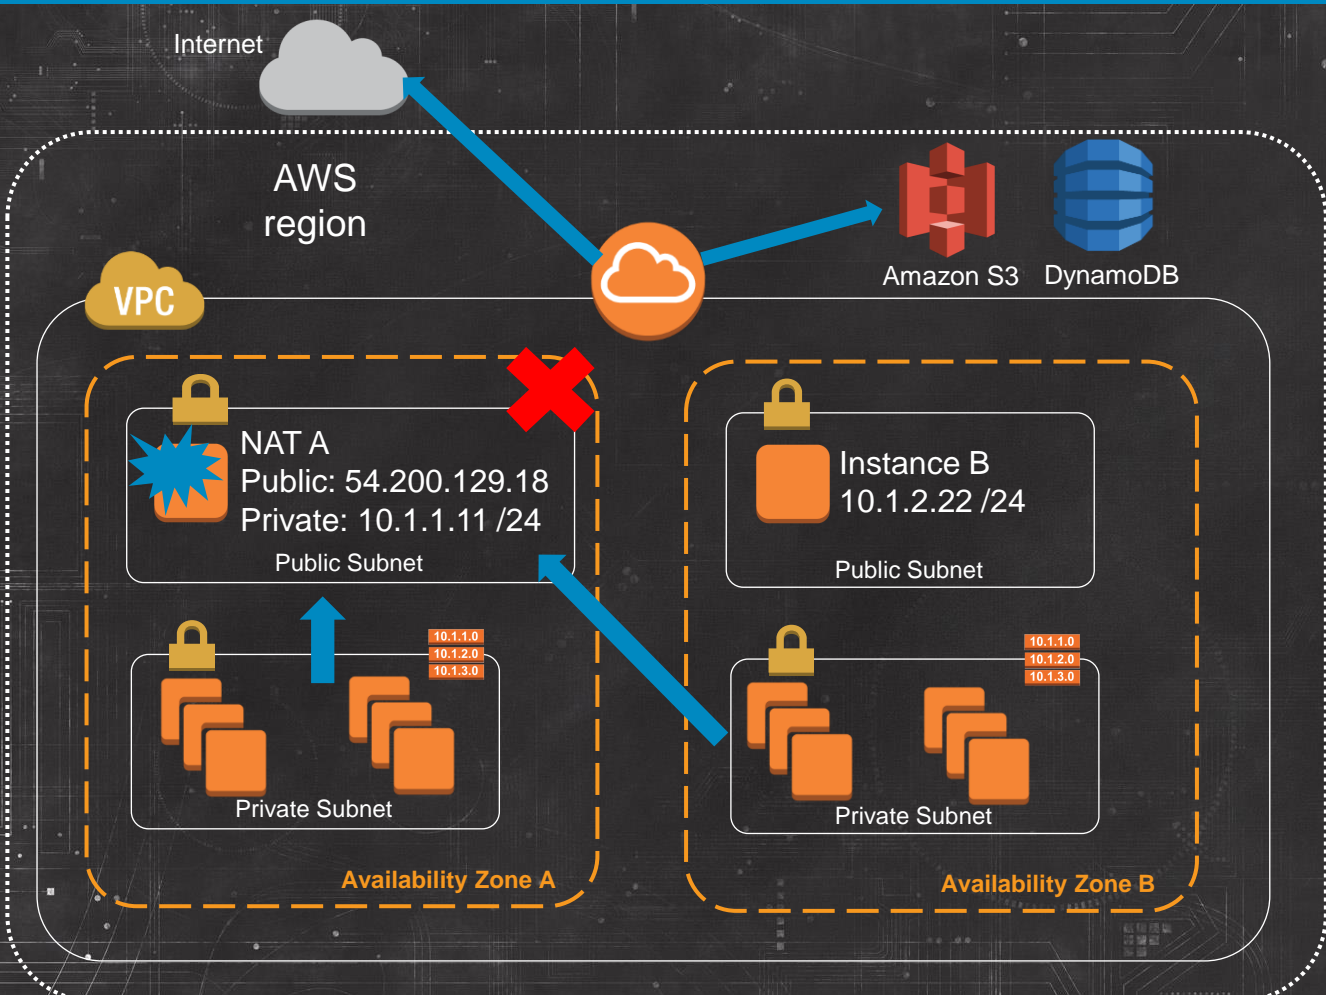 Internet
AWS
region
Amazon S3
DynamoDB
VPC
NAT A
Public: 54.200.129.18
Private: 10.1.1.11 /24
Public Subnet
Instance B
10.1.2.22 /24
Public Subnet
10.1.1.0
10.1.2.0
10.1.3.0
Private Subnet
10.1.1.0
10.1.2.0
10.1.3.0
Private Subnet
Availability Zone A
Availability Zone B